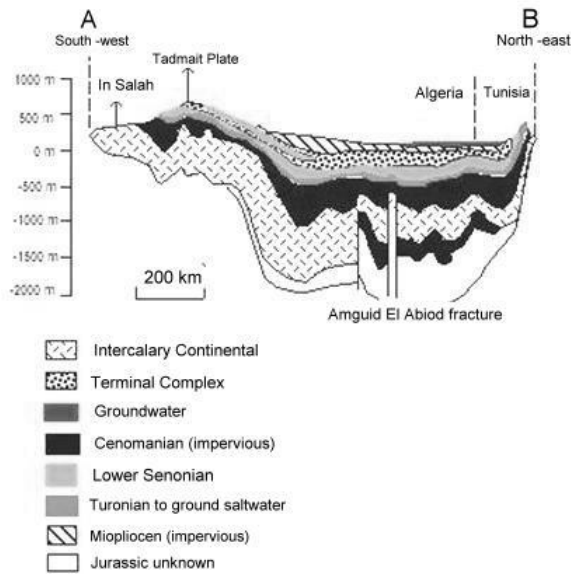 A
B
South -west
North -east
Tadmait Plate
In Salah
Algeria
Tunisia
1000 m
500 m
0 m
-500 m
-1000 m
-1500 m
-2000 m
200 km
Amguid El Abiod fracture
Intercalary Continental
Terminal Complex
Groundwater
Cenomanian (impervious)
Lower Senonian
Turonian to ground saltwater
Miopliocen (impervious)
Jurassic unknown